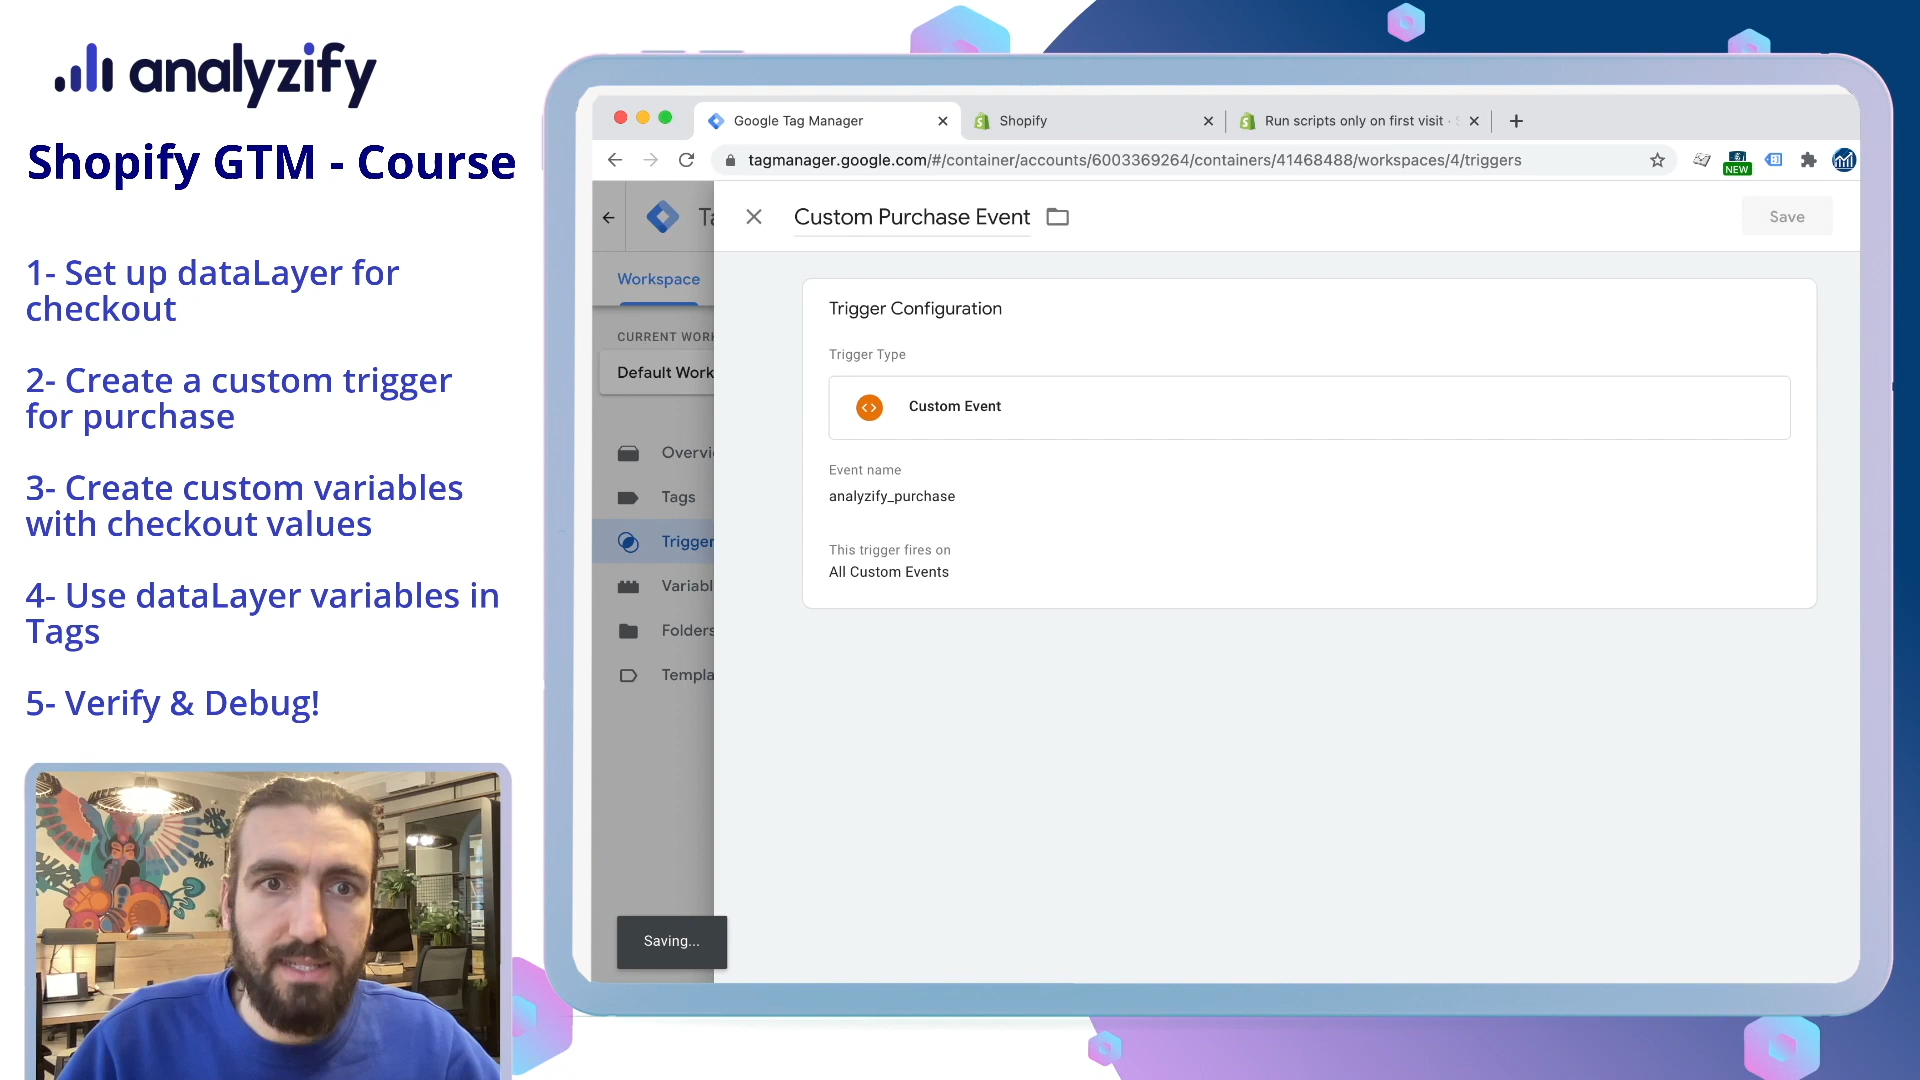 analyzify
Shopify GTM - Course
1- Set up dataLayer for
checkout
2- Create a custom trigger
for purchase
3- Create custom variables
with checkout values
4- Use dataLayer variables in
Tags
5- Verify & Debug!
Google Tag Manager
Shopify
Run scripts only on first visit ·
tagmanager.google.com/#/container/accounts/6003369264/containers/41468488/workspaces/4/triggers
NEW
Ta
Custom Purchase Event
Save
Workspace
CURRENT WORK
Default Work
Overvi
Tags
Trigger
Variabl
Folders
Templa
Trigger Configuration
Trigger Type
Custom Event
Event name
analyzify_purchase
This trigger fires on
All Custom Events
Saving...